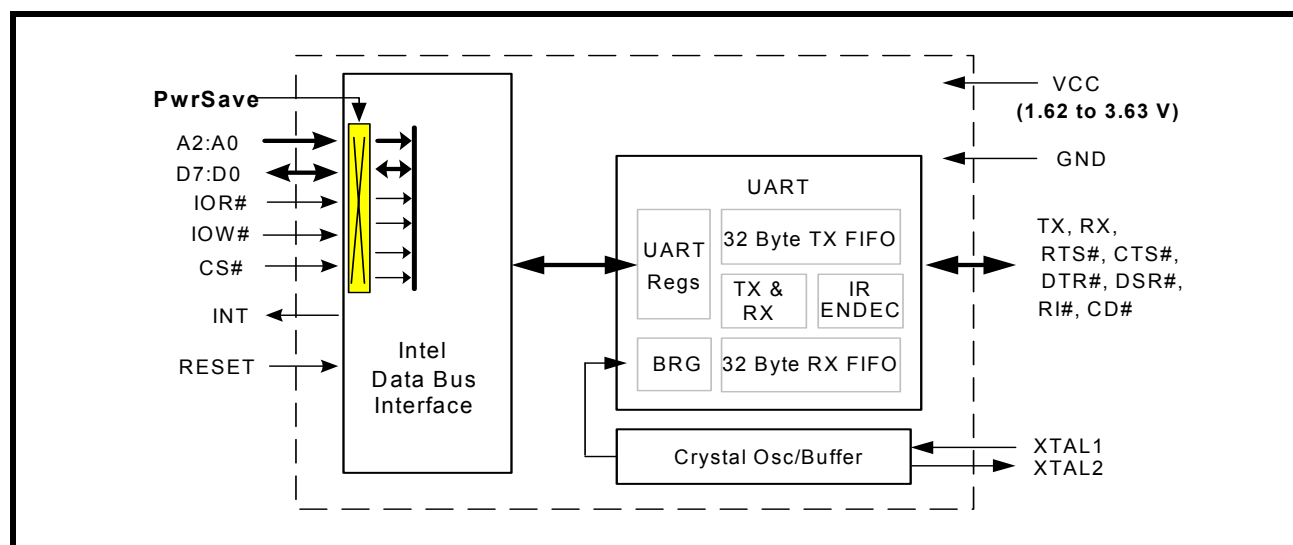 PwrSave
A2:A0
D7:D0
IOR#
IOW#
CS#
INT
RESET
Intel
Data Bus
Interface
UART
UART
Regs
32 Byte TX FIFO
TX &
RX
IR
ENDEC
BRG
32 Byte RX FIFO
Crystal Osc/Buffer
VCC
(1.62 to 3.63 V)
GND
TX, RX,
RTS#, CTS#,
DTR#, DSR#,
RI#, CD#
XTAL1
XTAL2